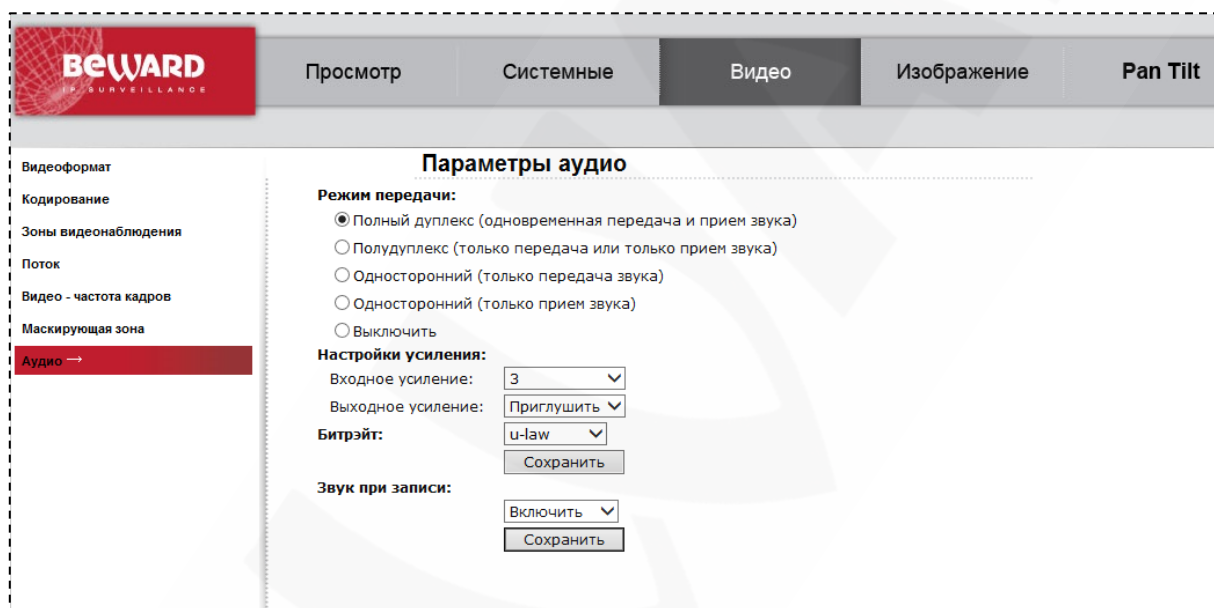 BEWARD
IP SURVEILLANCE
Просмотр
Системные
Видео
Изображение
Pan Tilt
Видеоформат
Кодирование
Зоны видеонаблюдения
Поток
Видео - частота кадров
Маскирующая зона
Аудио →
Параметры аудио
Режим передачи:
Полный дуплекс (одновременная передача и прием звука)
Полудуплекс (только передача или только прием звука)
Односторонний (только передача звука)
Односторонний (только прием звука)
Выключить
Настройки усиления:
Входное усиление: 3
Выходное усиление: Приглушить
Битрэйт: u-law
Сохранить
Звук при записи:
Включить
Сохранить